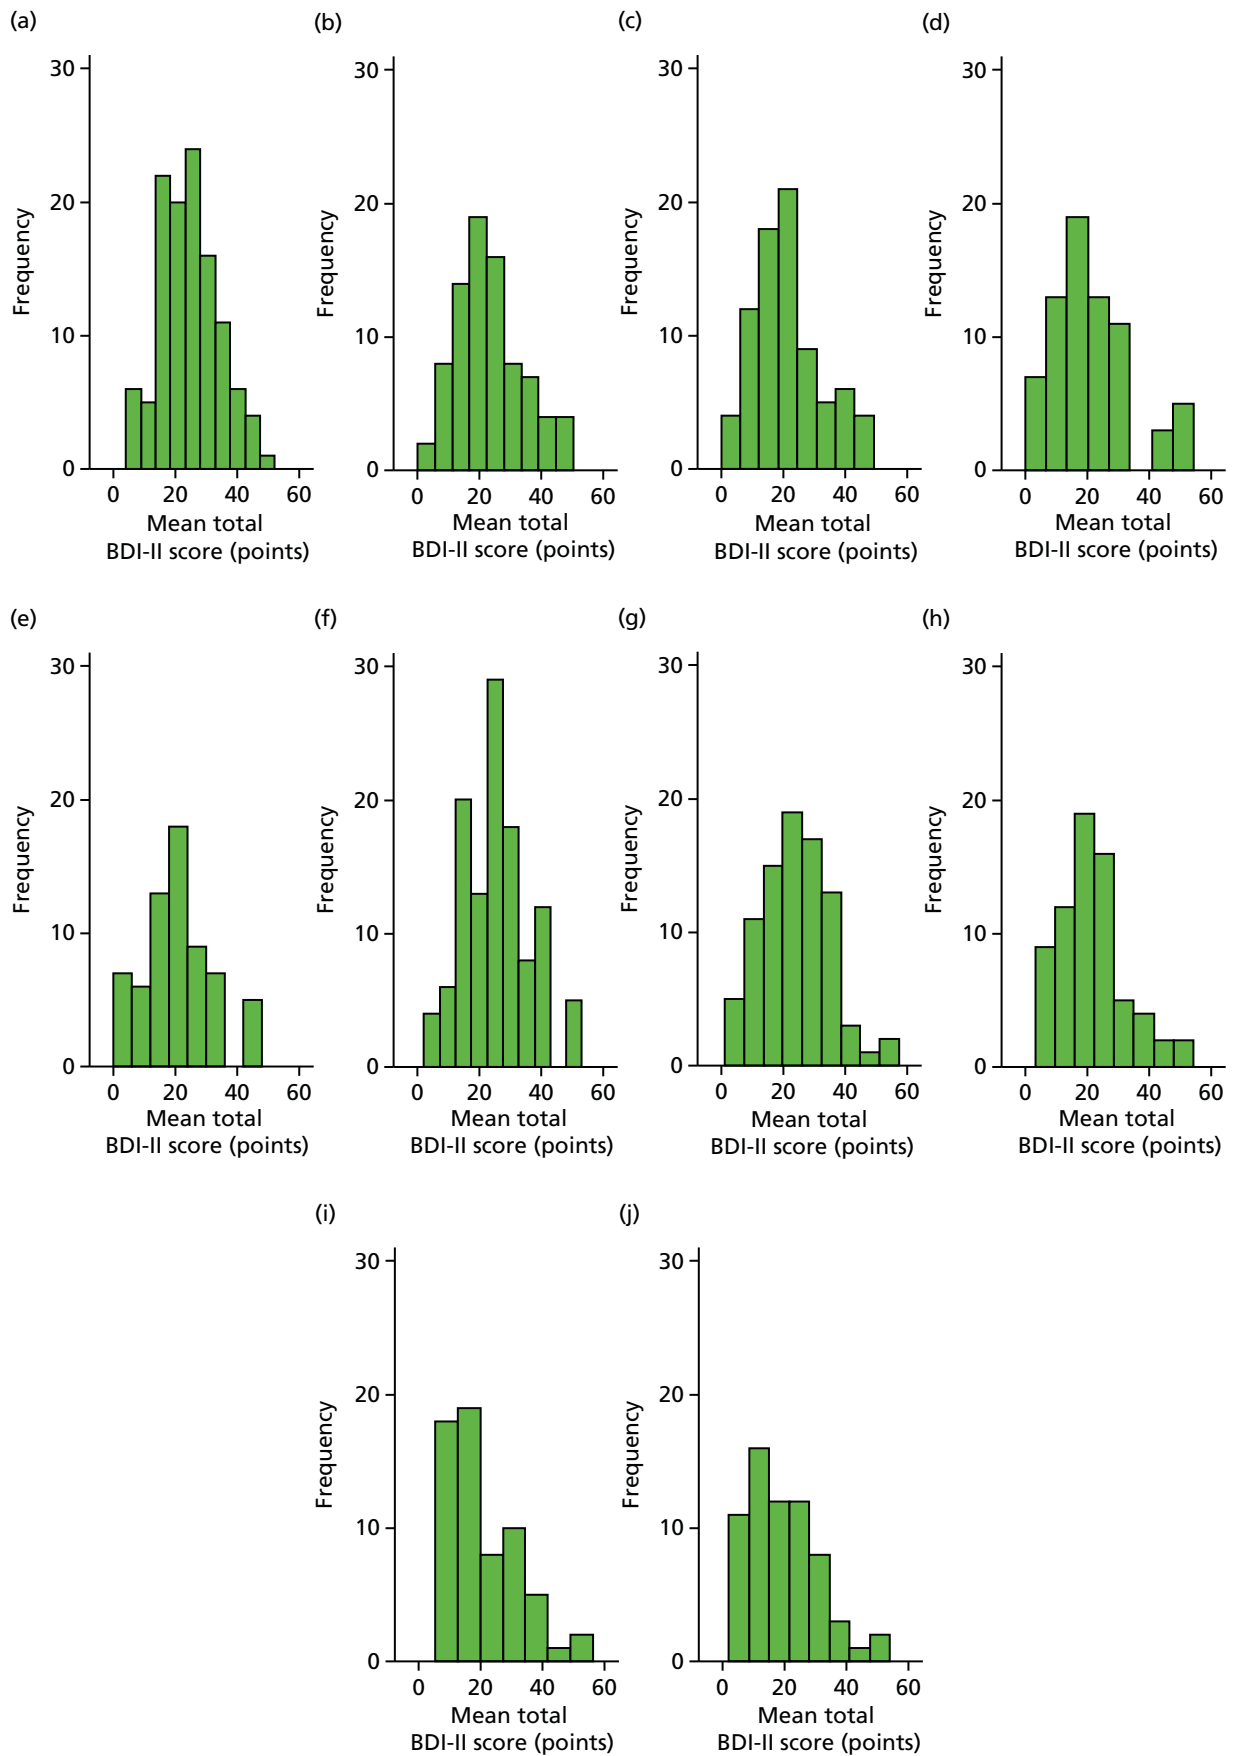 (a)
30
20
10
0
Frequency
0 20 40 60
Mean total
BDI-II score (points)
(b)
30
20
10
0
Frequency
0 20 40 60
Mean total
BDI-II score (points)
(c)
30
20
10
0
Frequency
0 20 40 60
Mean total
BDI-II score (points)
(d)
30
20
10
0
Frequency
0 20 40 60
Mean total
BDI-II score (points)
(e)
30
20
10
0
Frequency
0 20 40 60
Mean total
BDI-II score (points)
(f)
30
20
10
0
Frequency
0 20 40 60
Mean total
BDI-II score (points)
(g)
30
20
10
0
Frequency
0 20 40 60
Mean total
BDI-II score (points)
(h)
30
20
10
0
Frequency
0 20 40 60
Mean total
BDI-II score (points)
(i)
30
20
10
0
Frequency
0 20 40 60
Mean total
BDI-II score (points)
(j)
30
20
10
0
Frequency
0 20 40 60
Mean total
BDI-II score (points)